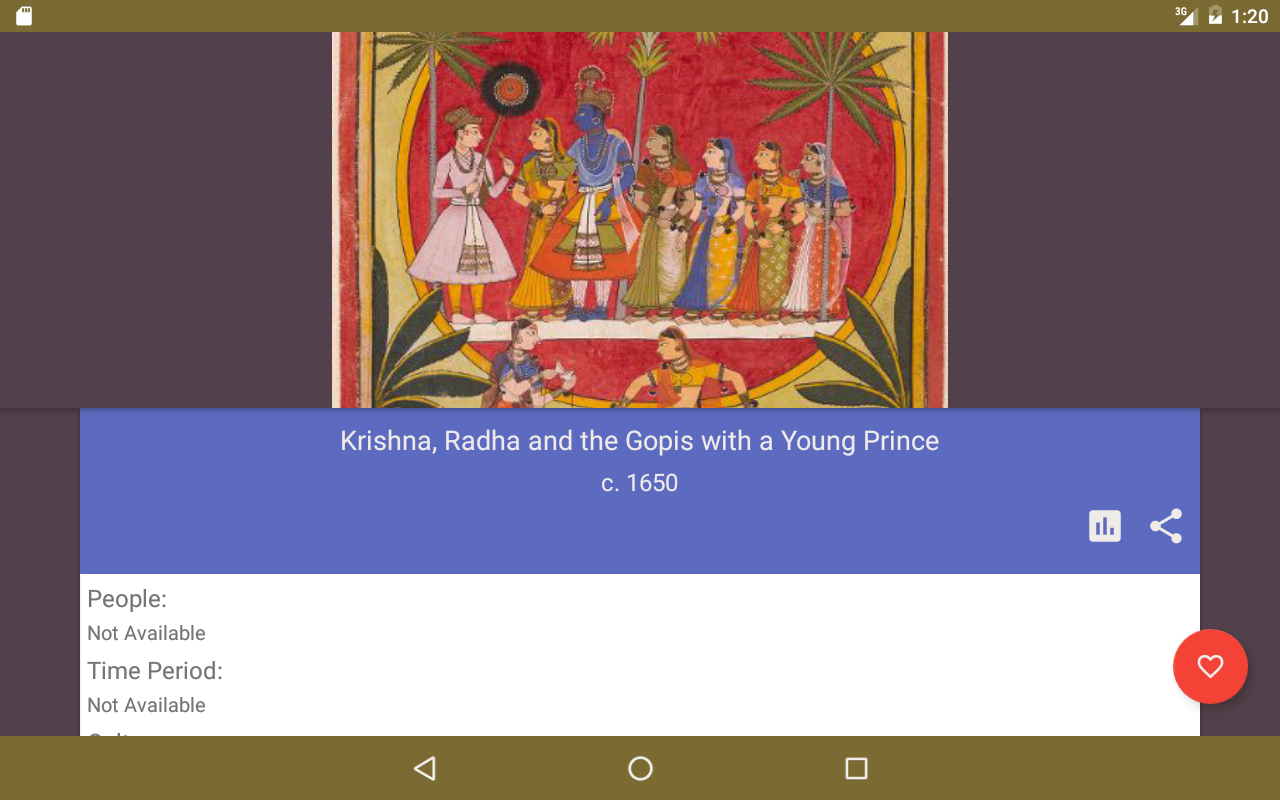 3G
1:20
Krishna, Radha and the Gopis with a Young Prince
c. 1650
People:
Not Available
Time Period:
Not Available